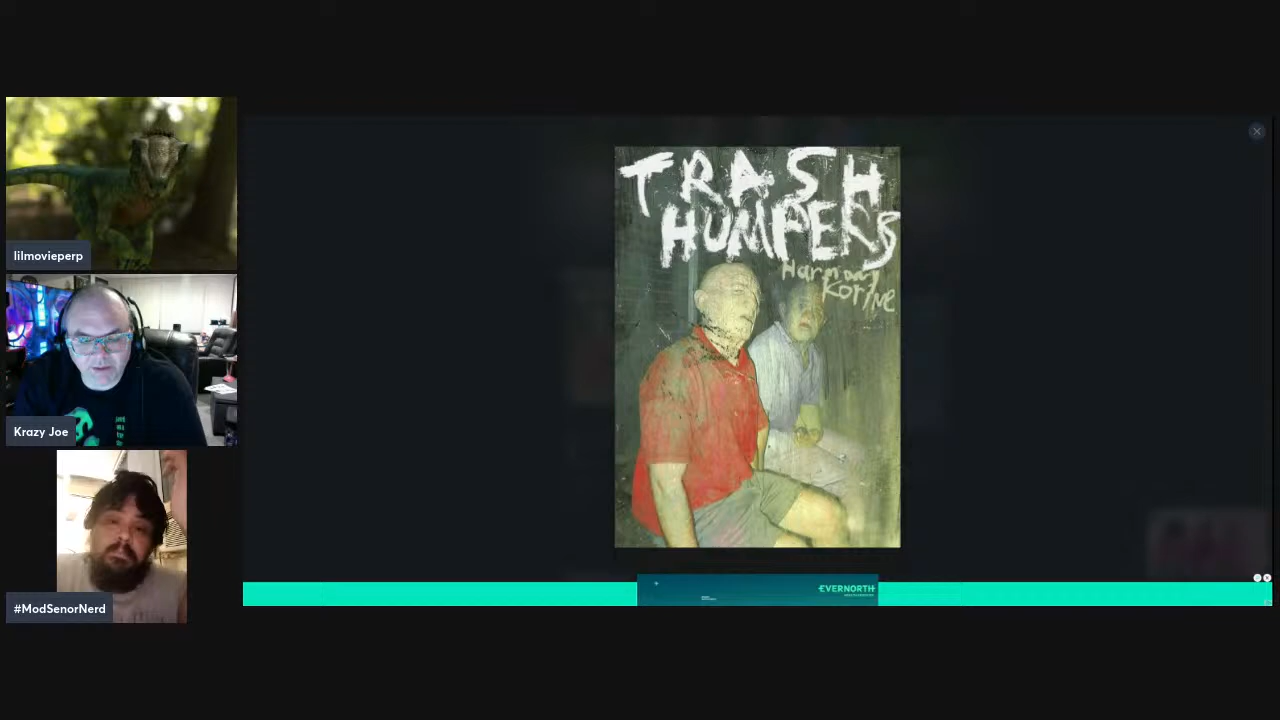 lilmovieperp
Krazy Joe
#ModSenorNerd
TRASH
HUMPERS
Harmony
Korine
EVERNORTH